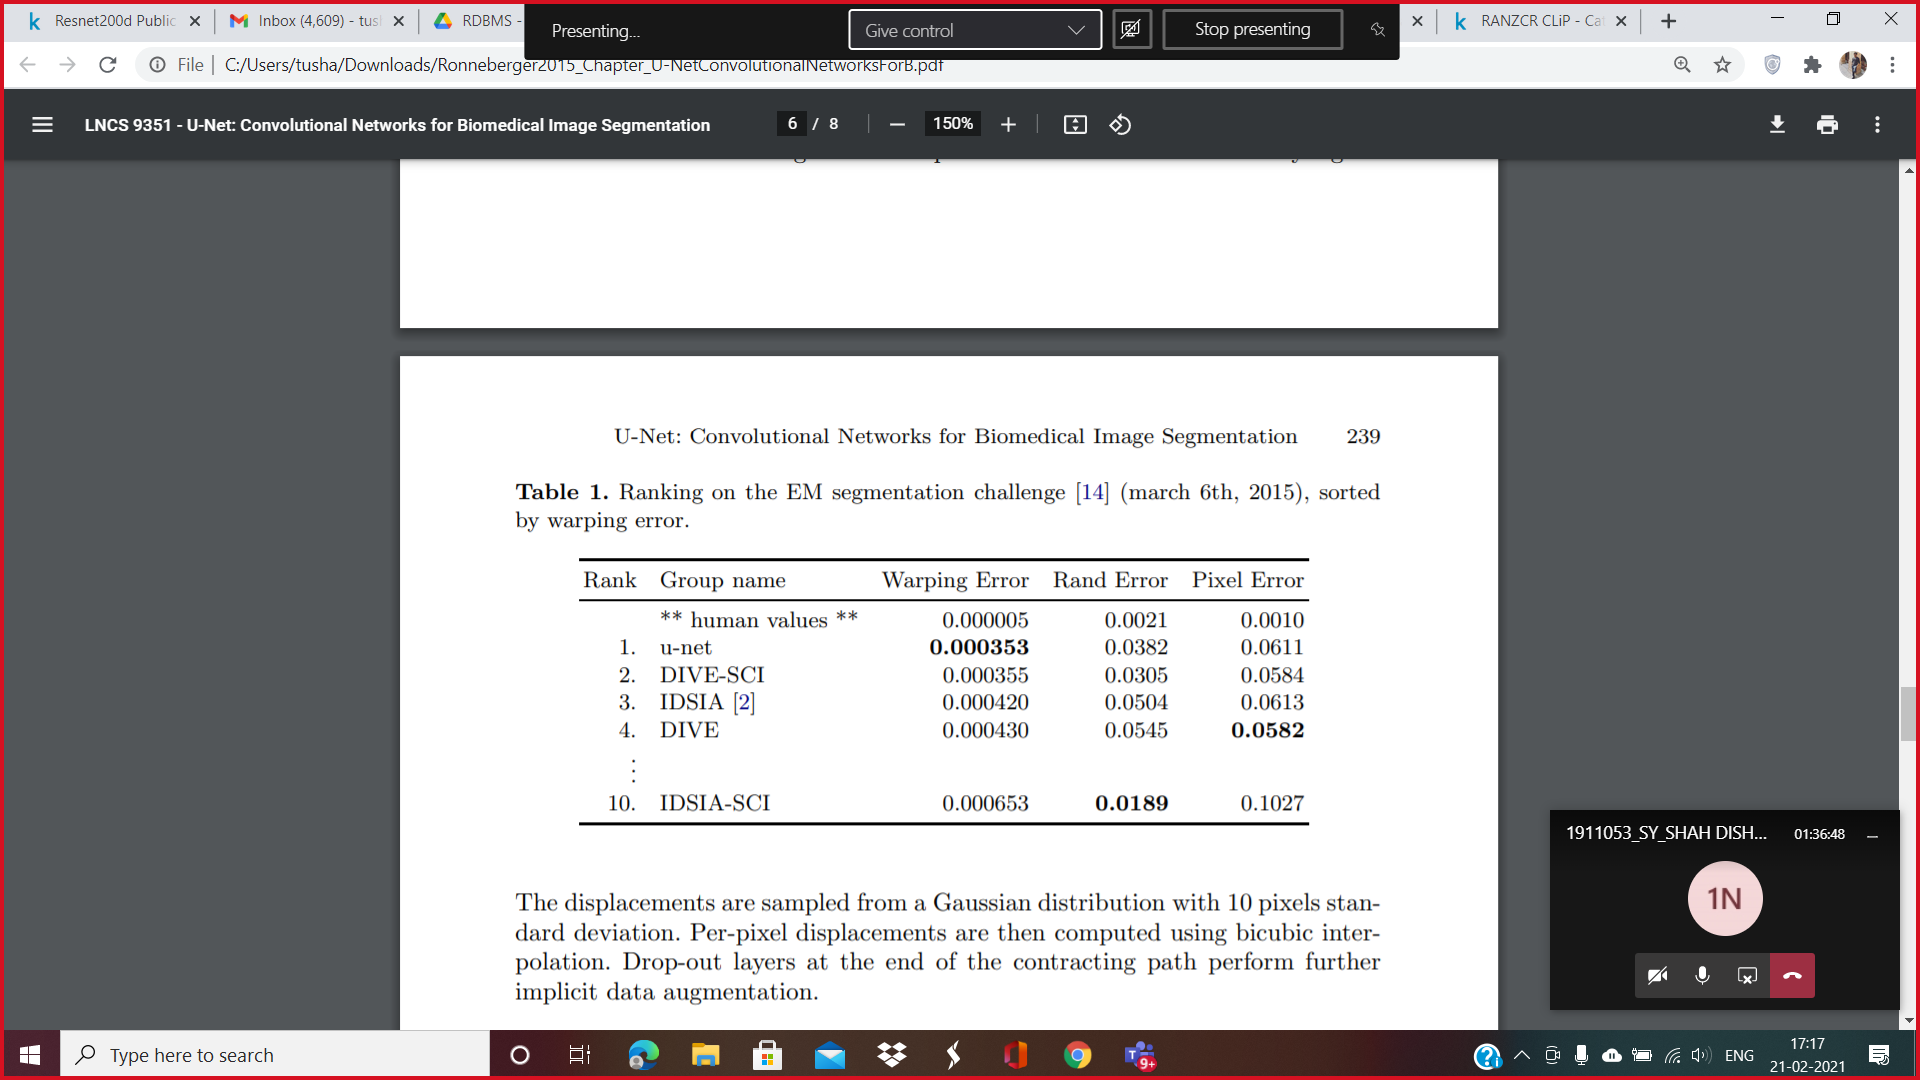 Resnet200d Public
Inbox (4,609) - tus
RDBMS -
Presenting...
Give control
Stop presenting
RANZCR CLiP - Cat
File
C:/Users/tusha/Downloads/Ronneberger2015_Chapter_U-NetConvolutionalNetworksForB.pdf
LNCS 9351 - U-Net: Convolutional Networks for Biomedical Image Segmentation
6 / 8
150%
U-Net: Convolutional Networks for Biomedical Image Segmentation 239
Table 1. Ranking on the EM segmentation challenge [14] (march 6th, 2015), sorted
by warping error.
Rank Group name Warping Error Rand Error Pixel Error
** human values ** 0.000005 0.0021 0.0010
1. u-net 0.000353 0.0382 0.0611
2. DIVE-SCI 0.000355 0.0305 0.0584
3. IDSIA [2] 0.000420 0.0504 0.0613
4. DIVE 0.000430 0.0545 0.0582
⋮
10. IDSIA-SCI 0.000653 0.0189 0.1027
The displacements are sampled from a Gaussian distribution with 10 pixels stan-
dard deviation. Per-pixel displacements are then computed using bicubic inter-
polation. Drop-out layers at the end of the contracting path perform further
implicit data augmentation.
1911053_SY_SHAH DISH... 01:36:48
1N
Type here to search
9+
ENG
17:17
21-02-2021